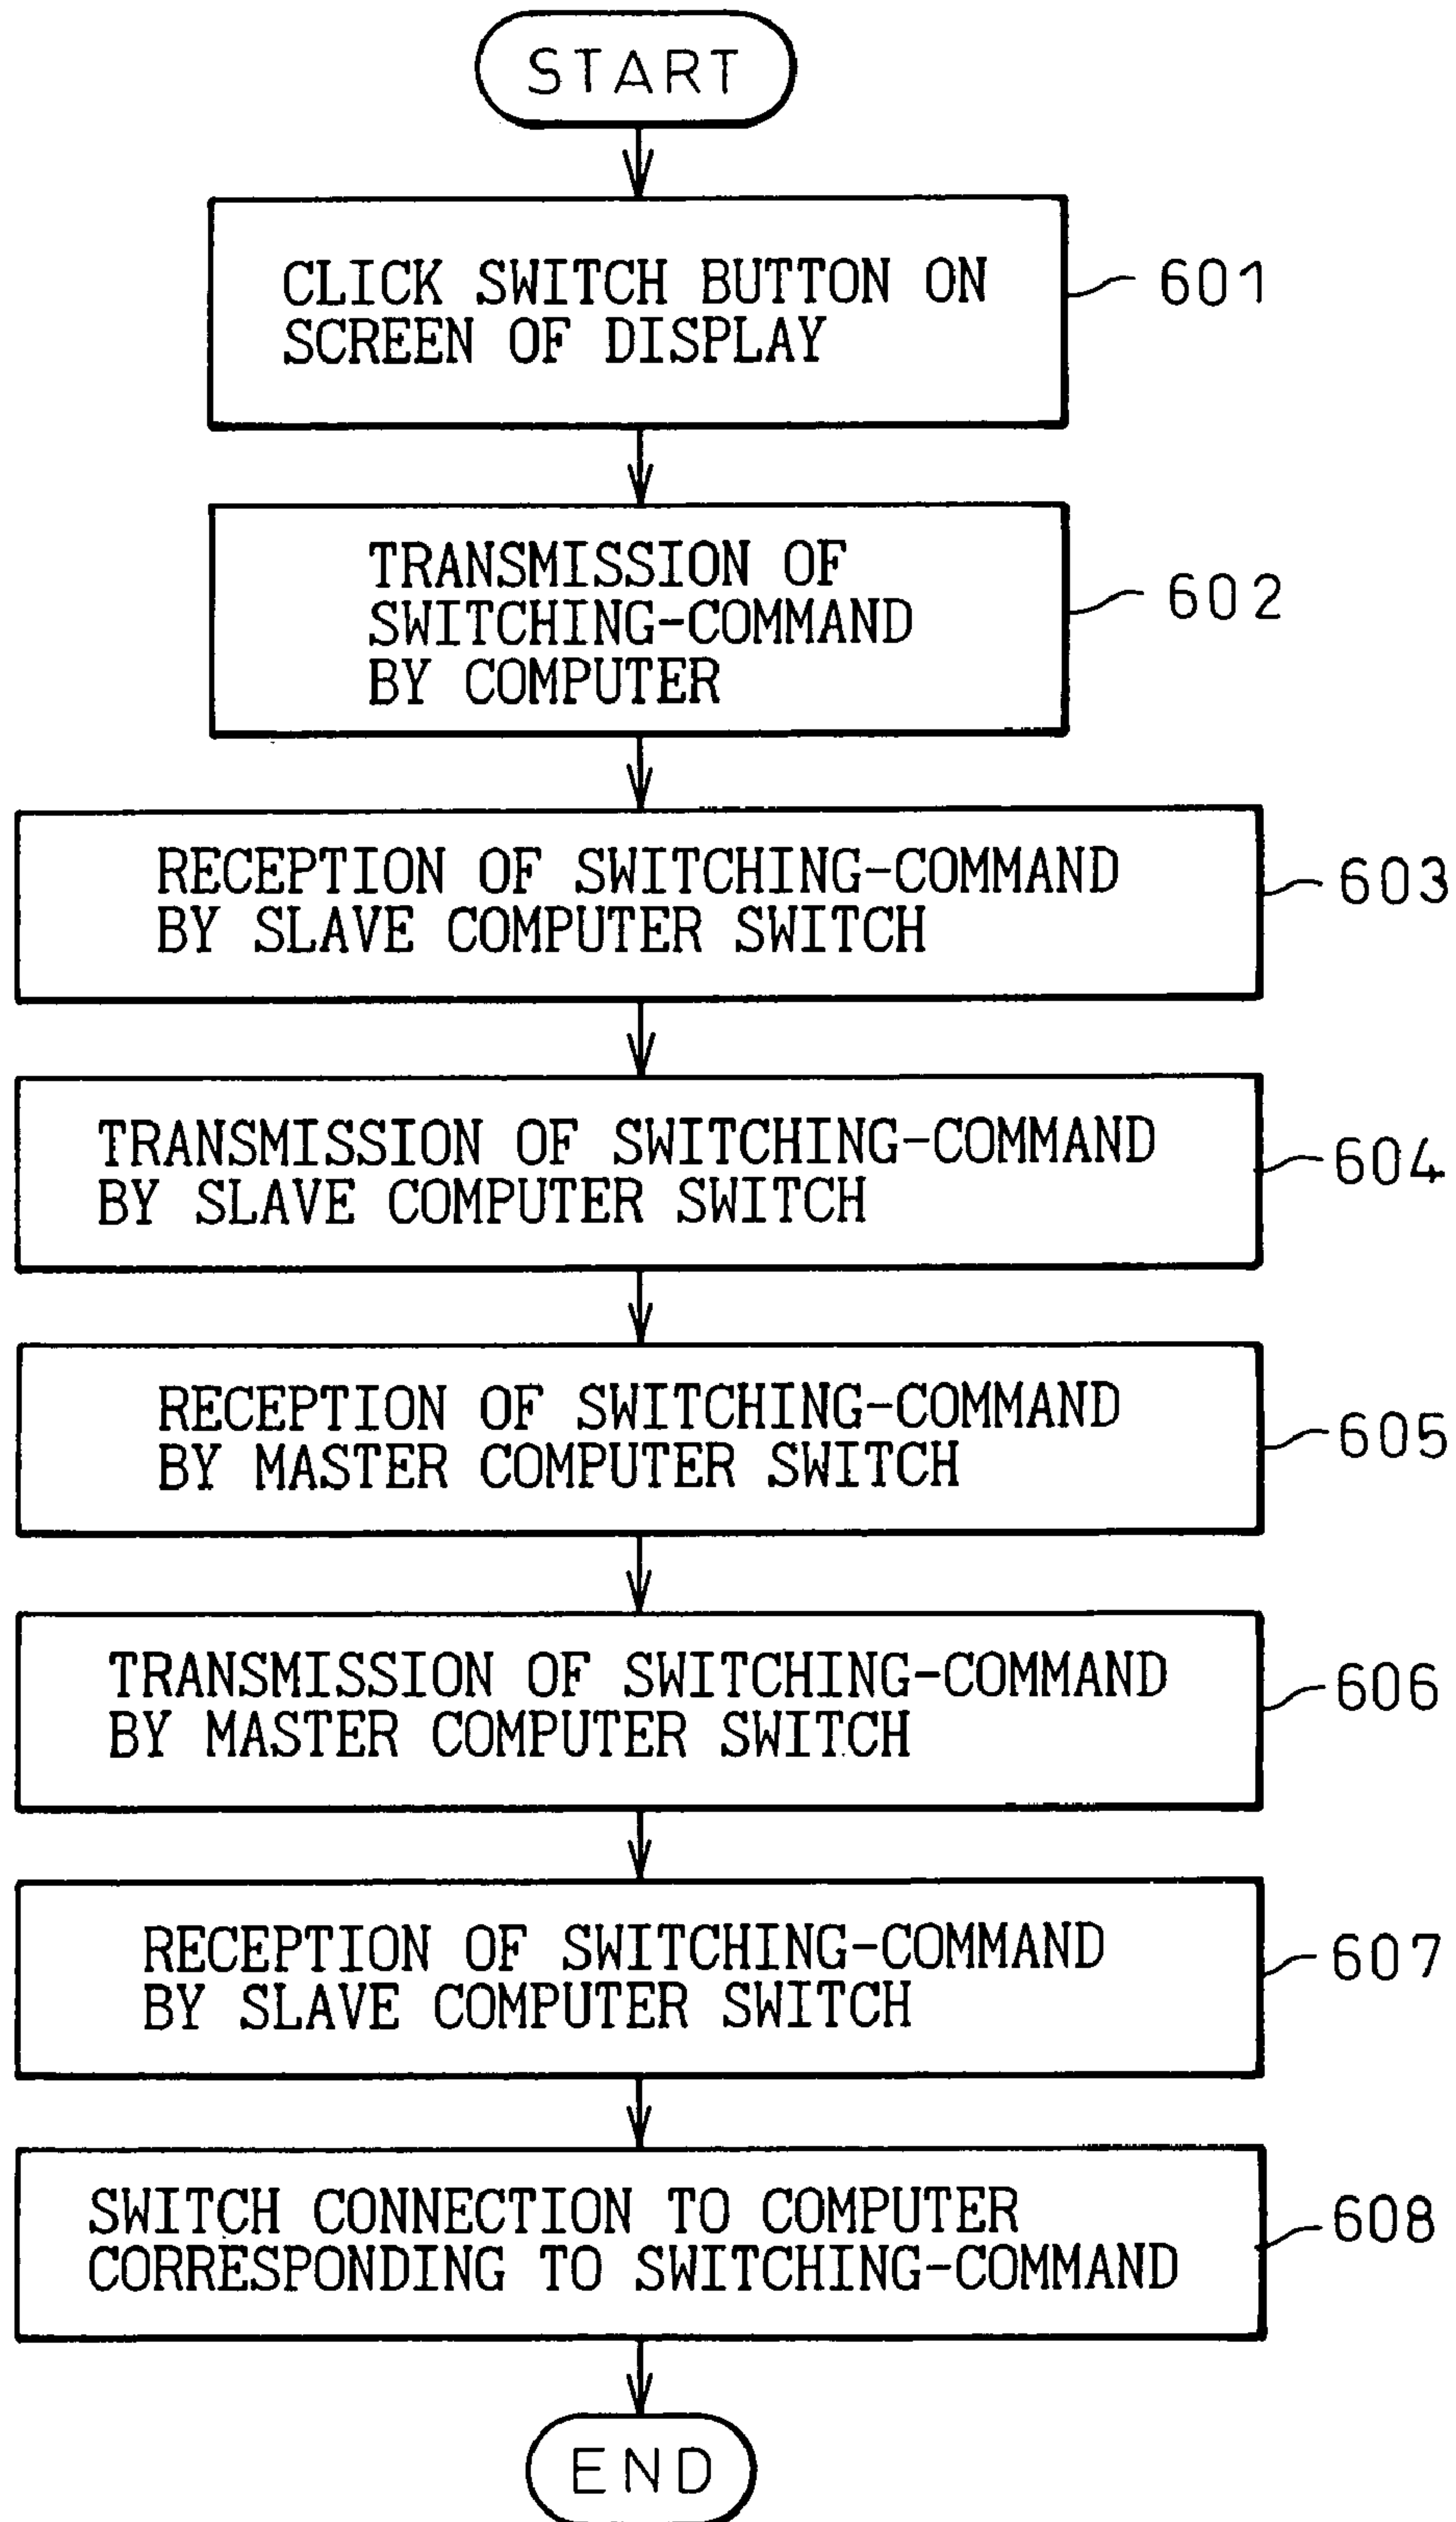 START
CLICK SWITCH BUTTON ON
SCREEN OF DISPLAY
601
TRANSMISSION OF
SWITCHING-COMMAND
BY COMPUTER
602
RECEPTION OF SWITCHING-COMMAND
BY SLAVE COMPUTER SWITCH
603
TRANSMISSION OF SWITCHING-COMMAND
BY SLAVE COMPUTER SWITCH
604
RECEPTION OF SWITCHING-COMMAND
BY MASTER COMPUTER SWITCH
605
TRANSMISSION OF SWITCHING-COMMAND
BY MASTER COMPUTER SWITCH
606
RECEPTION OF SWITCHING-COMMAND
BY SLAVE COMPUTER SWITCH
607
SWITCH CONNECTION TO COMPUTER
CORRESPONDING TO SWITCHING-COMMAND
608
END